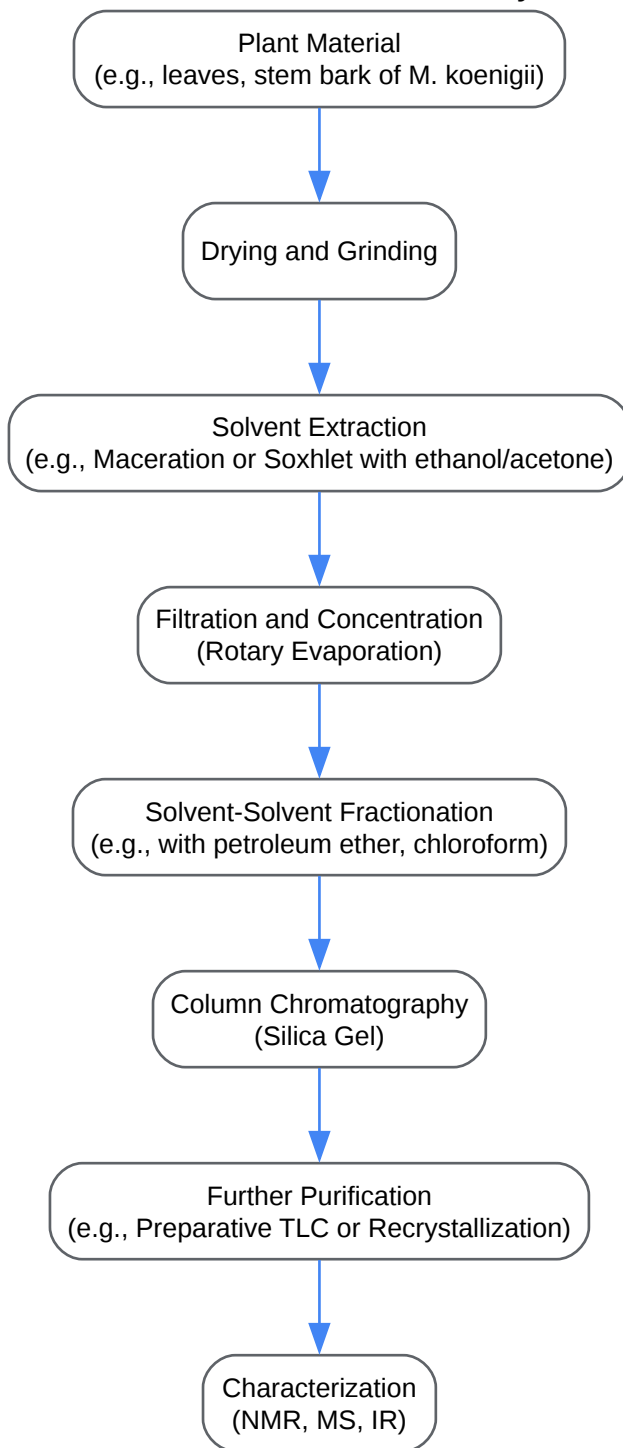 Plant Material
(e.g., leaves, stem bark of M. koenigii)
Drying and Grinding
Solvent Extraction
(e.g., Maceration or Soxhlet with ethanol/acetone)
Filtration and Concentration
(Rotary Evaporation)
Solvent-Solvent Fractionation
(e.g., with petroleum ether, chloroform)
Column Chromatography
(Silica Gel)
Further Purification
(e.g., Preparative TLC or Recrystallization)
Characterization
(NMR, MS, IR)